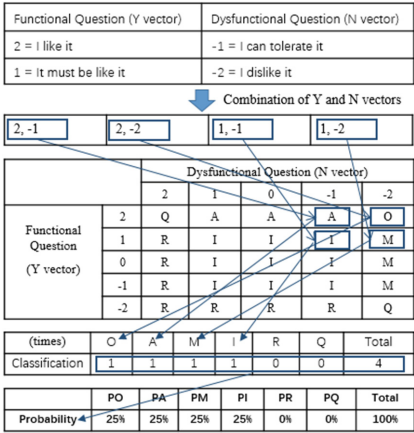 Functional Question (Y vector) Dysfunctional Question (N vector)
2 = I like it -1 = I can tolerate it
1 = It must be like it -2 = I dislike it
Combination of Y and N vectors
2, -1 2, -2 1, -1 1, -2
Dysfunctional Question (N vector)
2 1 0 -1 -2
Functional Question (Y vector)
2 Q A A A O
1 R I I I M
0 R I I I M
-1 R I I I M
-2 R R R R Q
(times) O A M I R Q Total
Classification 1 1 1 1 0 0 4
PO PA PM PI PR PQ Total
Probability 25% 25% 25% 25% 0% 0% 100%